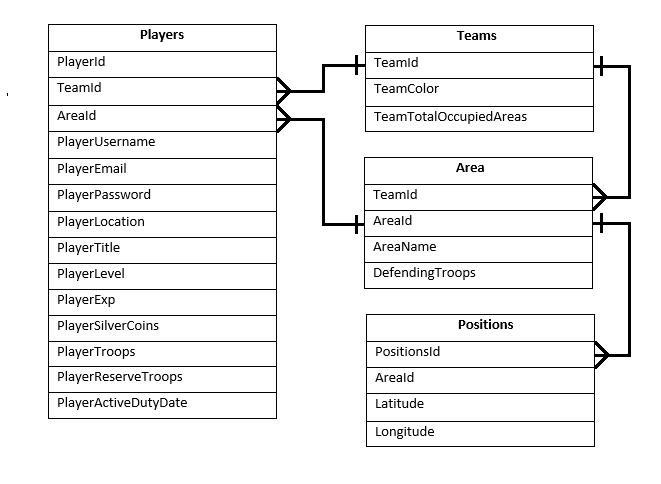 Players
PlayerId
TeamId
AreaId
PlayerUsername
PlayerEmail
PlayerPassword
PlayerLocation
PlayerTitle
PlayerLevel
PlayerExp
PlayerSilverCoins
PlayerTroops
PlayerReserveTroops
PlayerActiveDutyDate
Teams
TeamId
TeamColor
TeamTotalOccupiedAreas
Area
TeamId
AreaId
AreaName
DefendingTroops
Positions
PositionsId
AreaId
Latitude
Longitude